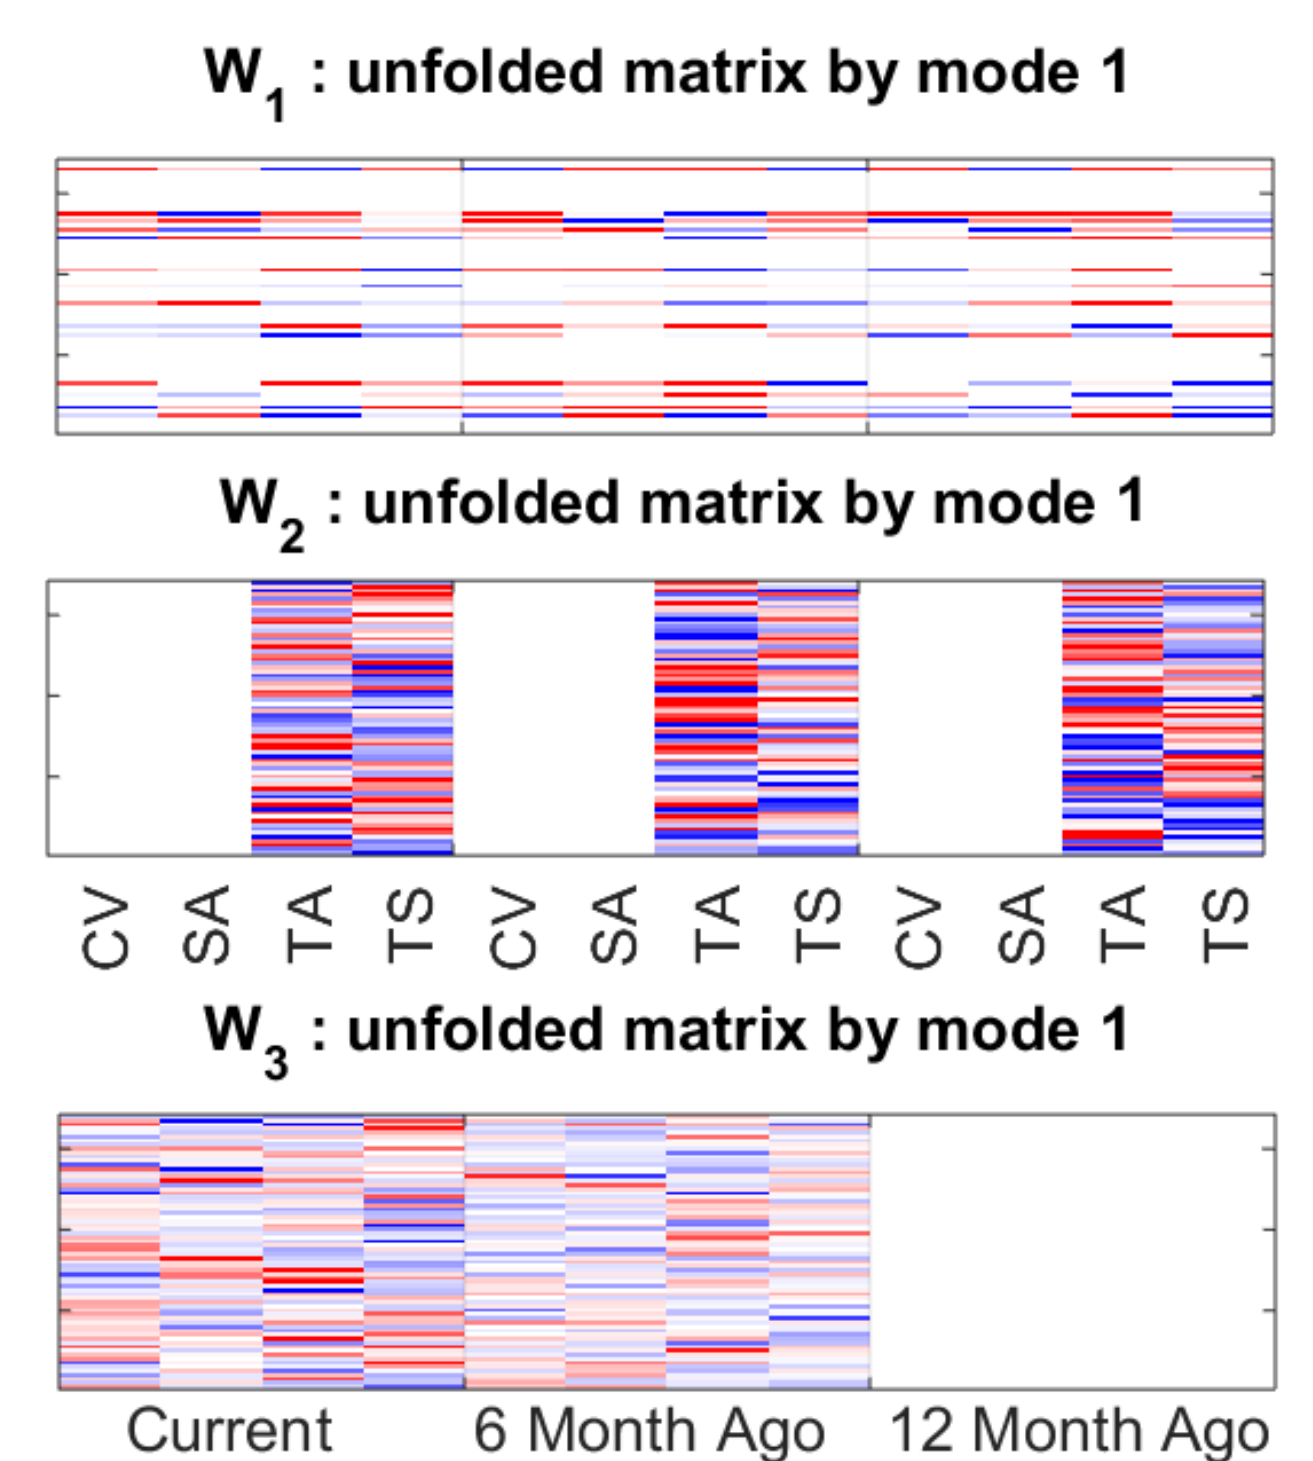 W1 : unfolded matrix by mode 1
W2 : unfolded matrix by mode 1
CV SA TA TS CV SA TA TS CV SA TA TS
W3 : unfolded matrix by mode 1
Current 6 Month Ago 12 Month Ago